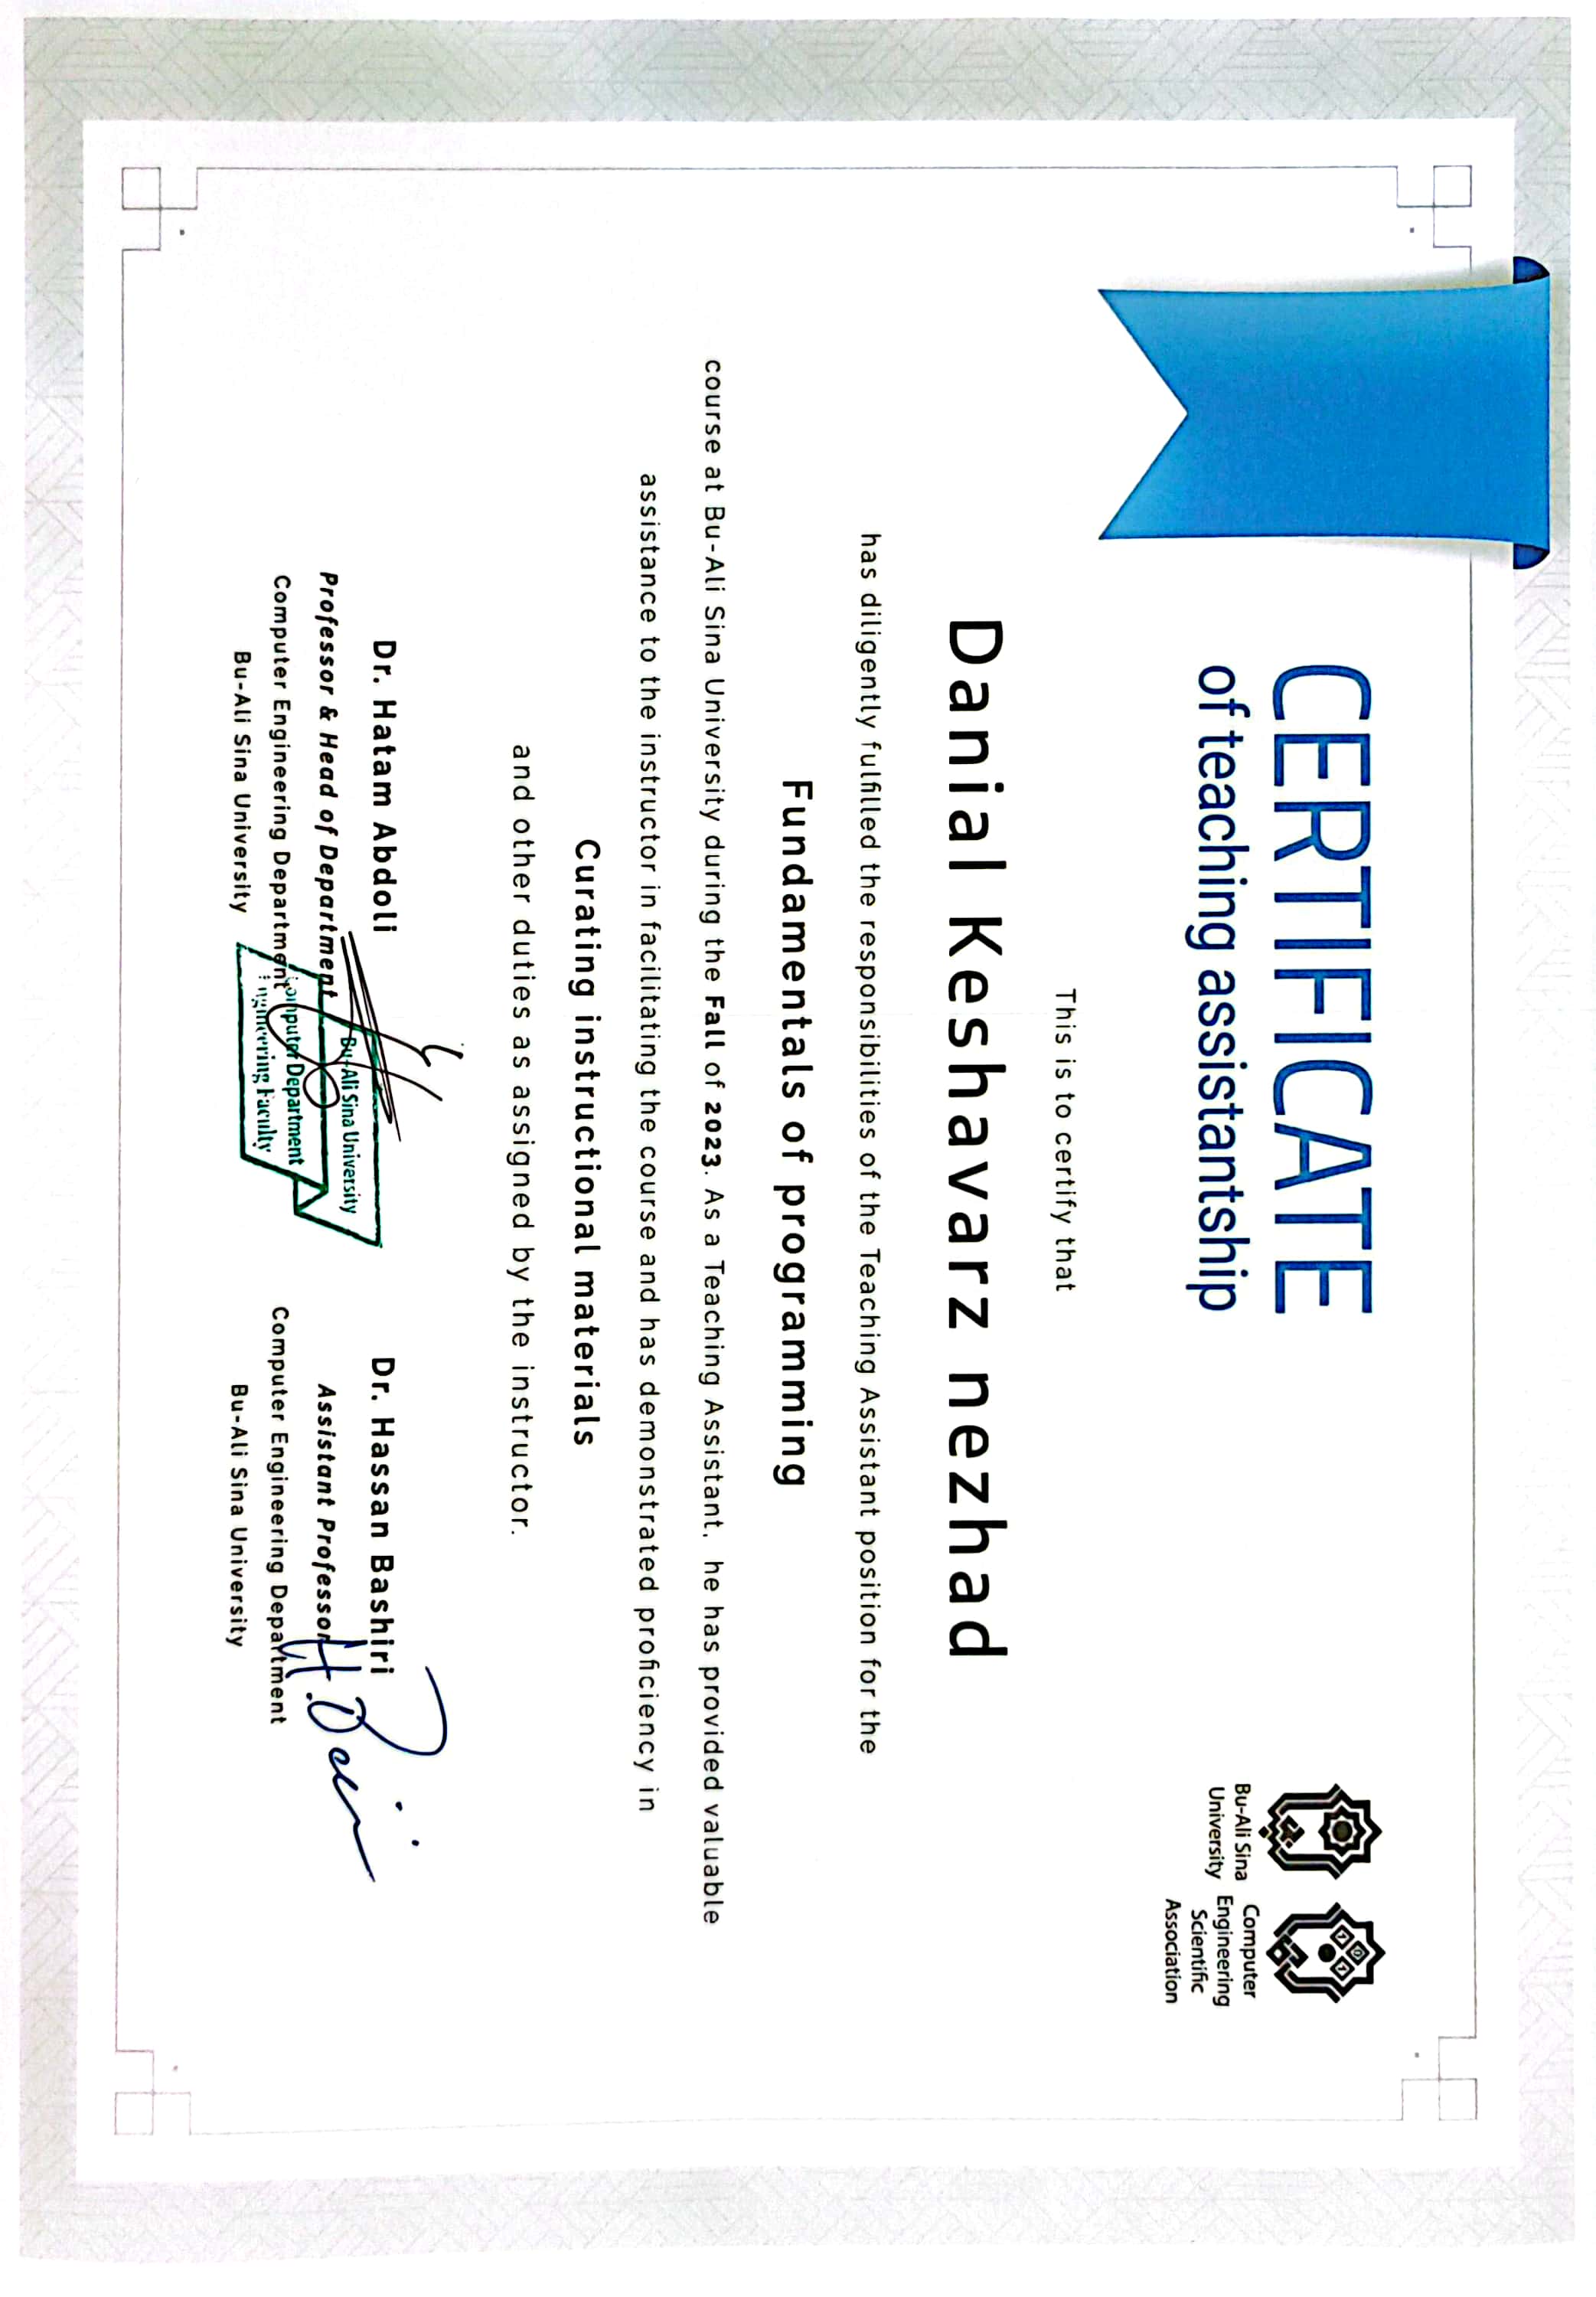 CERTIFICATE
of teaching assistantship
Bu-Ali Sina
University
Computer
Engineering
Scientific
Association
This is to certify that
Danial Keshavarz nezhad
has diligently fulfilled the responsibilities of the Teaching Assistant position for the
Fundamentals of programming
course at Bu-Ali Sina University during the Fall of 2023. As a Teaching Assistant, he has provided valuable
assistance to the instructor in facilitating the course and has demonstrated proficiency in
Curating instructional materials
and other duties as assigned by the instructor.
Dr. Hatam Abdoli
Professor & Head of Department
Computer Engineering Department
Bu-Ali Sina University
Bu-Ali Sina University
Computer Department
Engineering Faculty
Dr. Hassan Bashiri
Assistant Professor
Computer Engineering Department
Bu-Ali Sina University